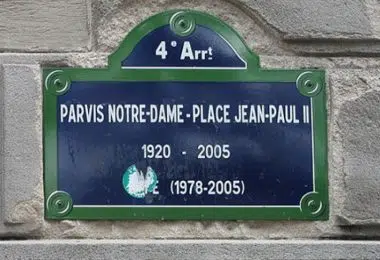 4e Arrt
PARVIS NOTRE-DAME - PLACE JEAN-PAUL II
1920 - 2005
(1978-2005)